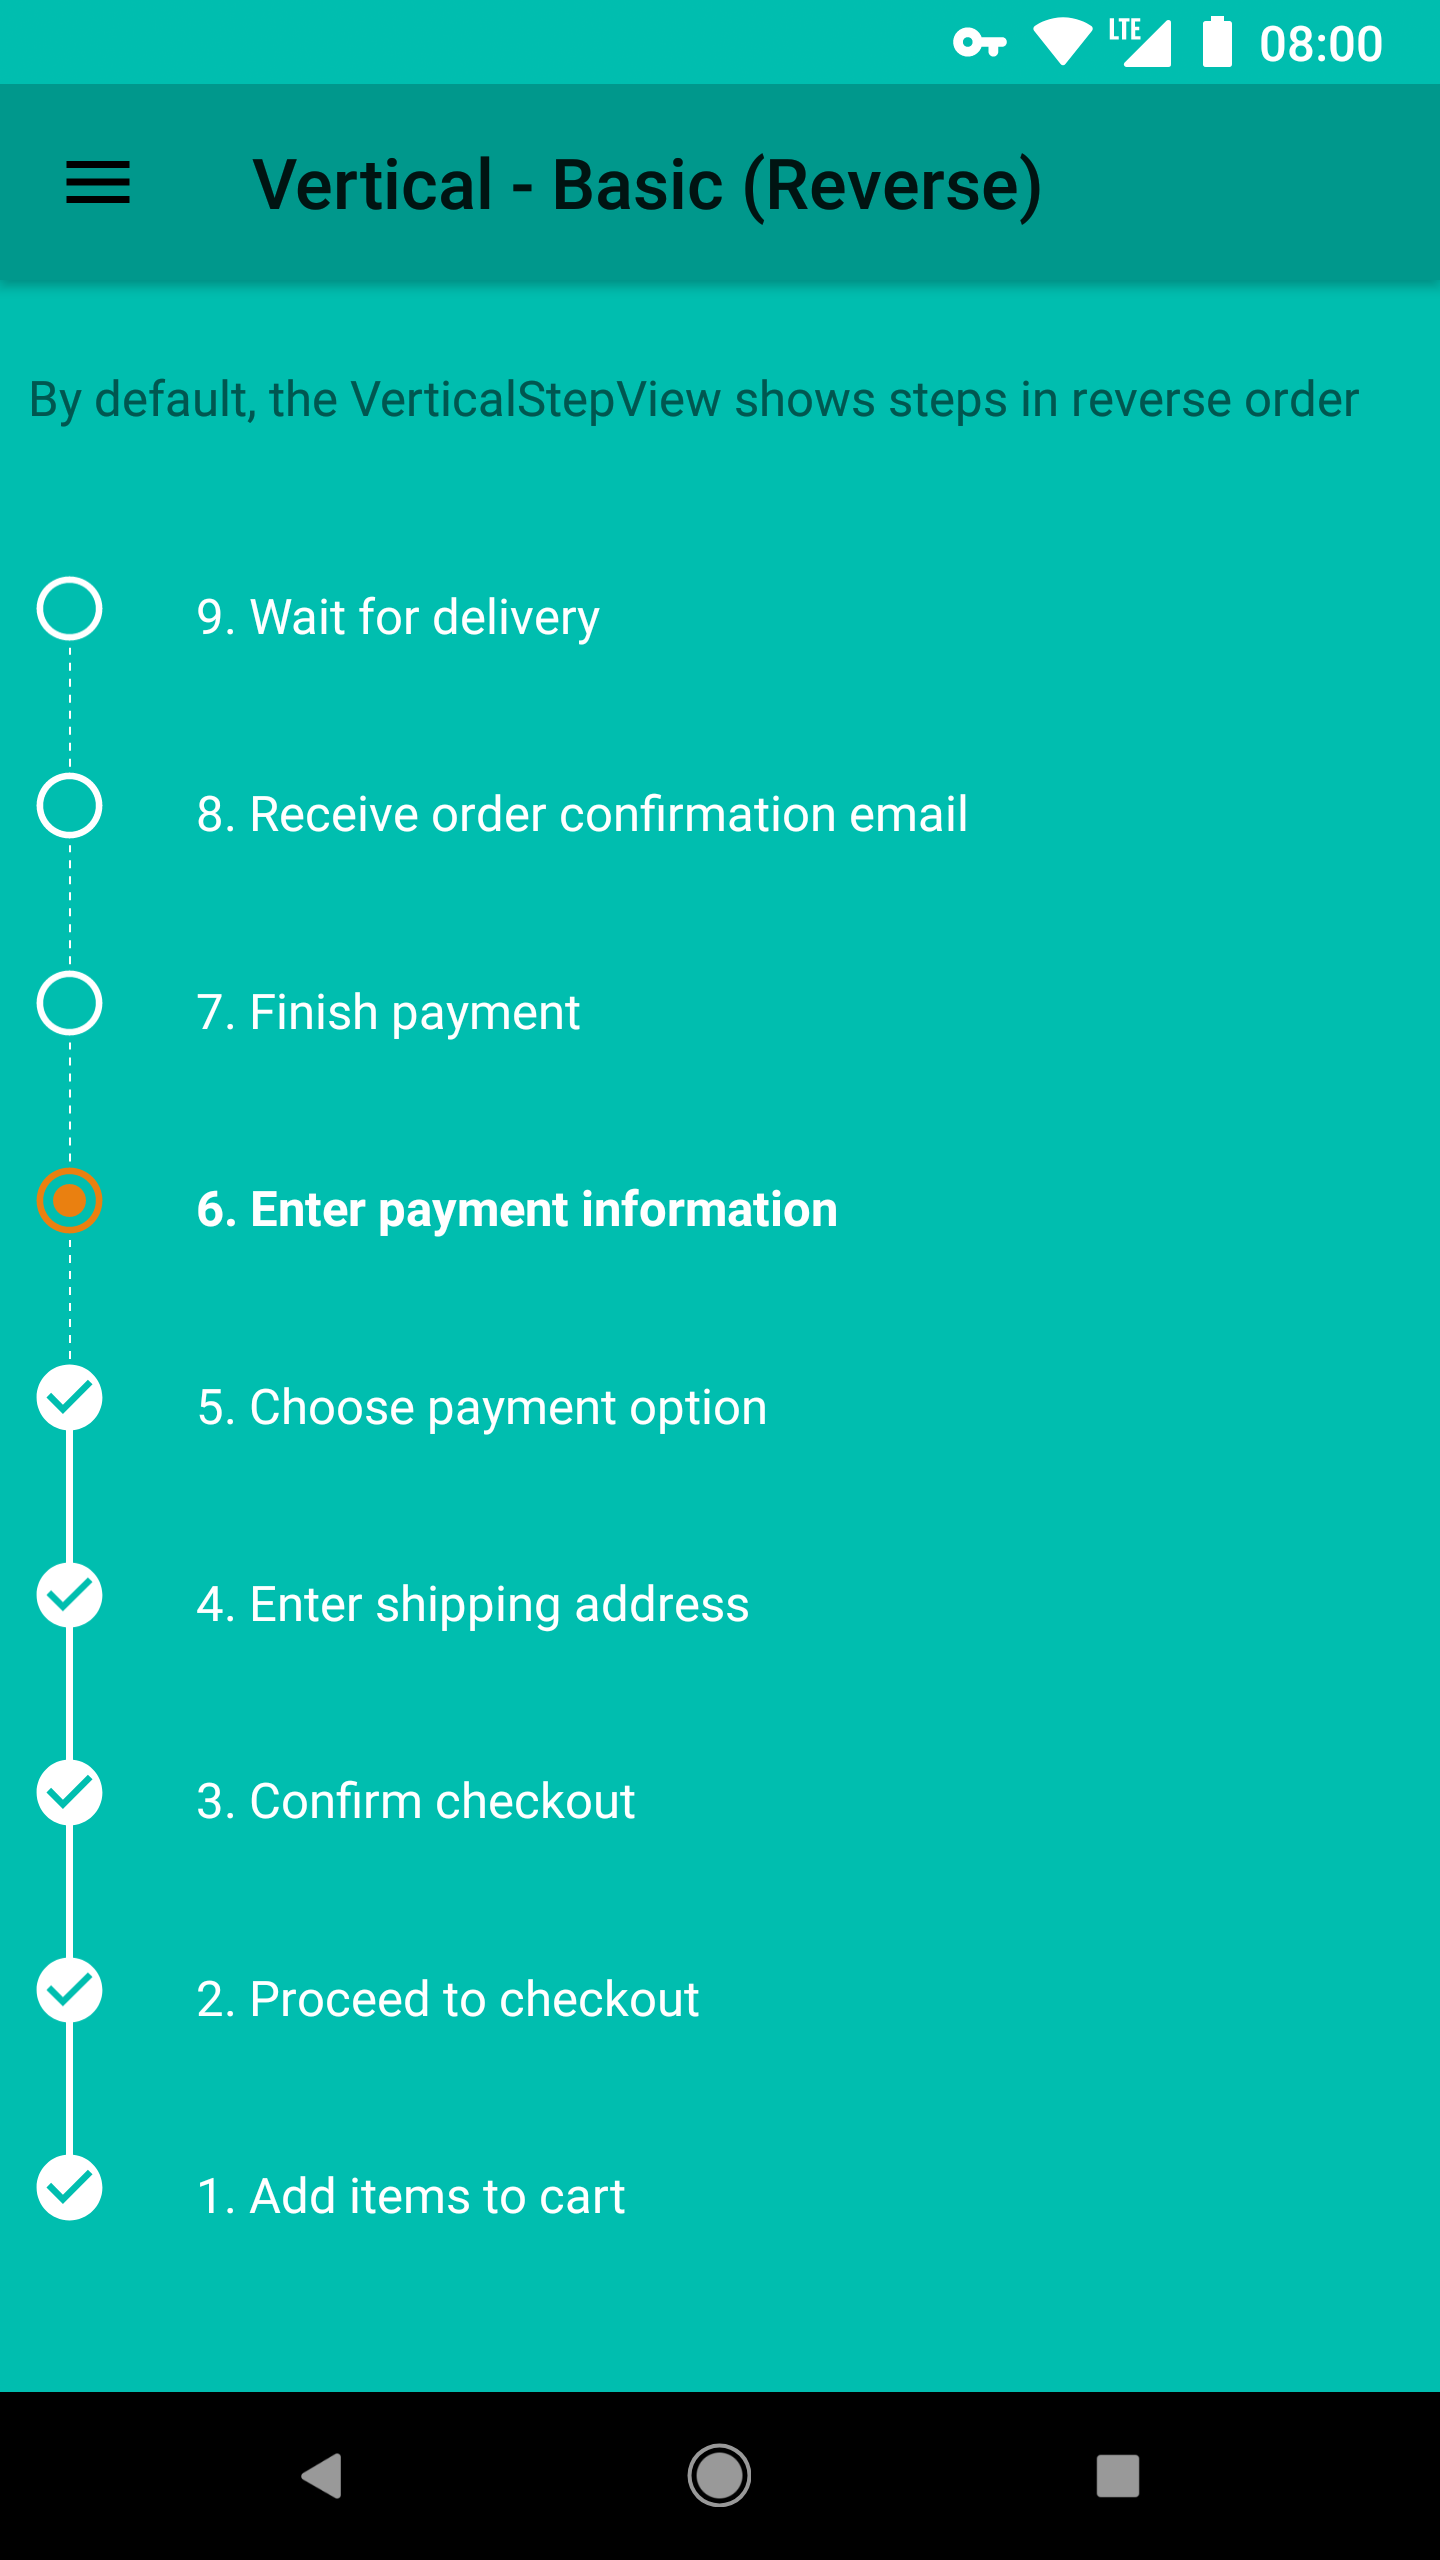 LTE 08:00
Vertical - Basic (Reverse)
By default, the VerticalStepView shows steps in reverse order
9. Wait for delivery
8. Receive order confirmation email
7. Finish payment
6. Enter payment information
5. Choose payment option
4. Enter shipping address
3. Confirm checkout
2. Proceed to checkout
1. Add items to cart